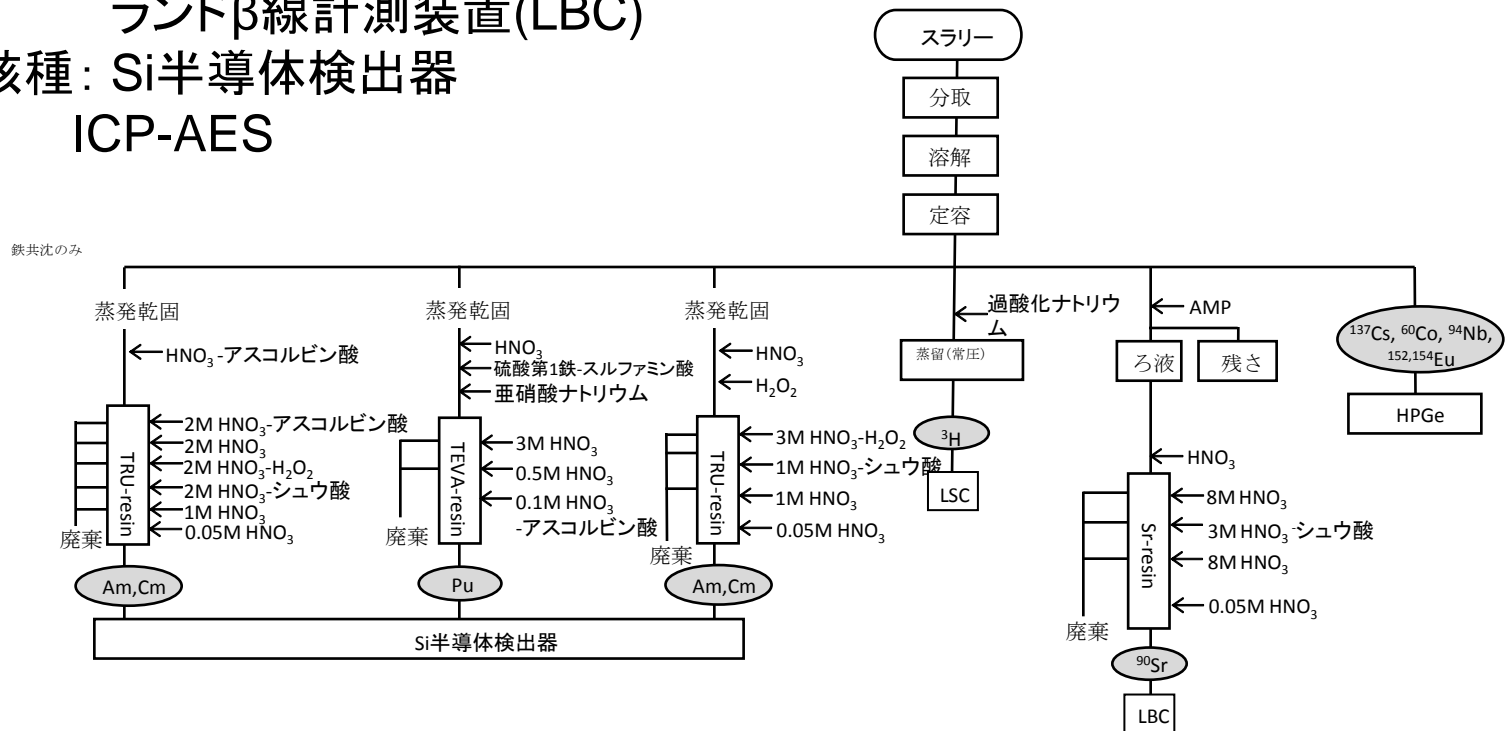 ランドβ線計測装置(LBC)
核種: Si半導体検出器
ICP-AES
スラリー
分取
溶解
定容
鉄共沈のみ
蒸発乾固
HNO₃-アスコルビン酸
2M HNO₃-アスコルビン酸
2M HNO₃
2M HNO₃-H₂O₂
2M HNO₃-シュウ酸
1M HNO₃
0.05M HNO₃
TRU-resin
廃棄
Am,Cm
蒸発乾固
HNO₃
硫酸第1鉄-スルファミン酸
亜硝酸ナトリウム
3M HNO₃
0.5M HNO₃
0.1M HNO₃
-アスコルビン酸
TEVA-resin
廃棄
Pu
蒸発乾固
HNO₃
H₂O₂
3M HNO₃-H₂O₂
1M HNO₃-シュウ酸
1M HNO₃
0.05M HNO₃
TRU-resin
廃棄
Am,Cm
Si半導体検出器
過酸化ナトリウ
ム
蒸留(常圧)
³H
LSC
AMP
ろ液
残さ
HNO₃
8M HNO₃
3M HNO₃-シュウ酸
8M HNO₃
0.05M HNO₃
Sr-resin
廃棄
⁹⁰Sr
LBC
¹³⁷Cs, ⁶⁰Co, ⁹⁴Nb,
¹⁵²,¹⁵⁴Eu
HPGe